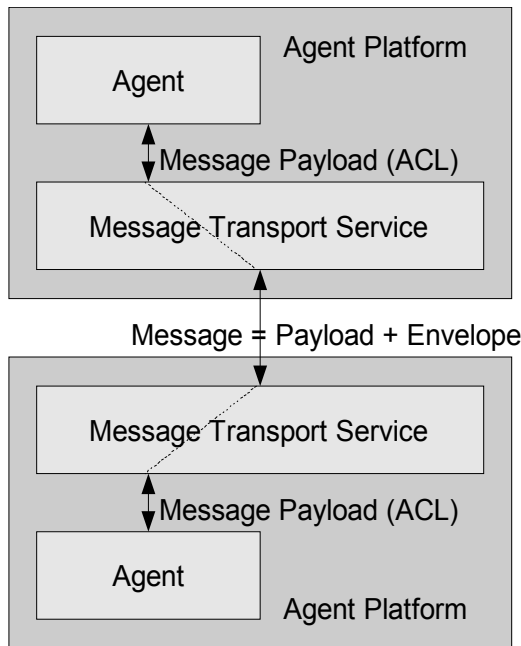 Agent Platform
Agent
Message Payload (ACL)
Message Transport Service
Message = Payload + Envelope
Message Transport Service
Message Payload (ACL)
Agent
Agent Platform